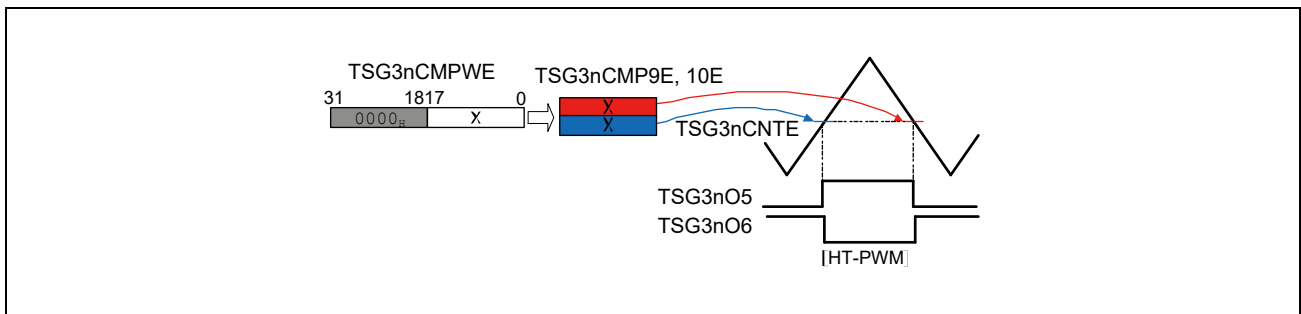 TSG3nCMPWE
TSG3nCMP9E, 10E
31 1817 0
0000H X
X
X
TSG3nCNTE
TSG3nO5
TSG3nO6
[HT-PWM]